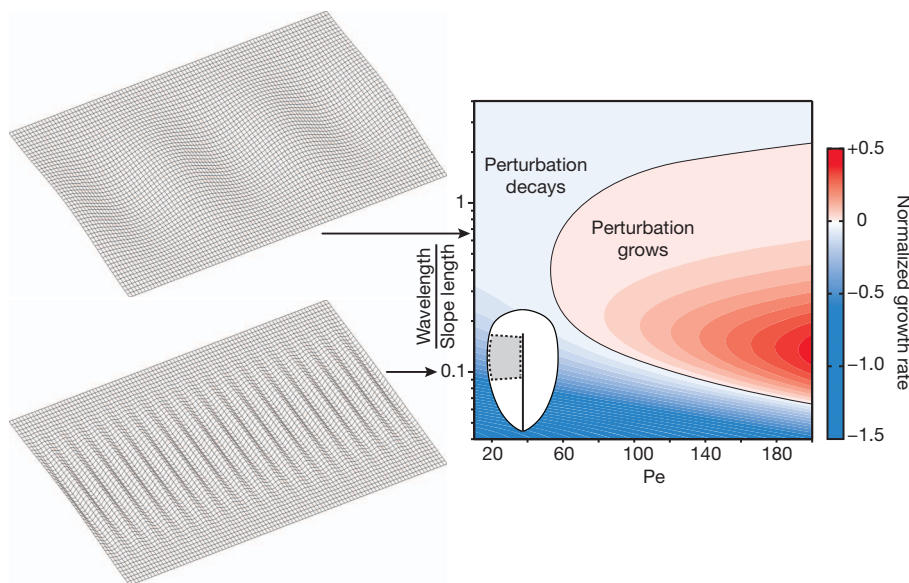 Perturbation
decays
Perturbation
grows
Wavelength
Slope length
1
0.1
20
60
100
140
180
Pe
+0.5
0
−0.5
−1.0
−1.5
Normalized growth rate